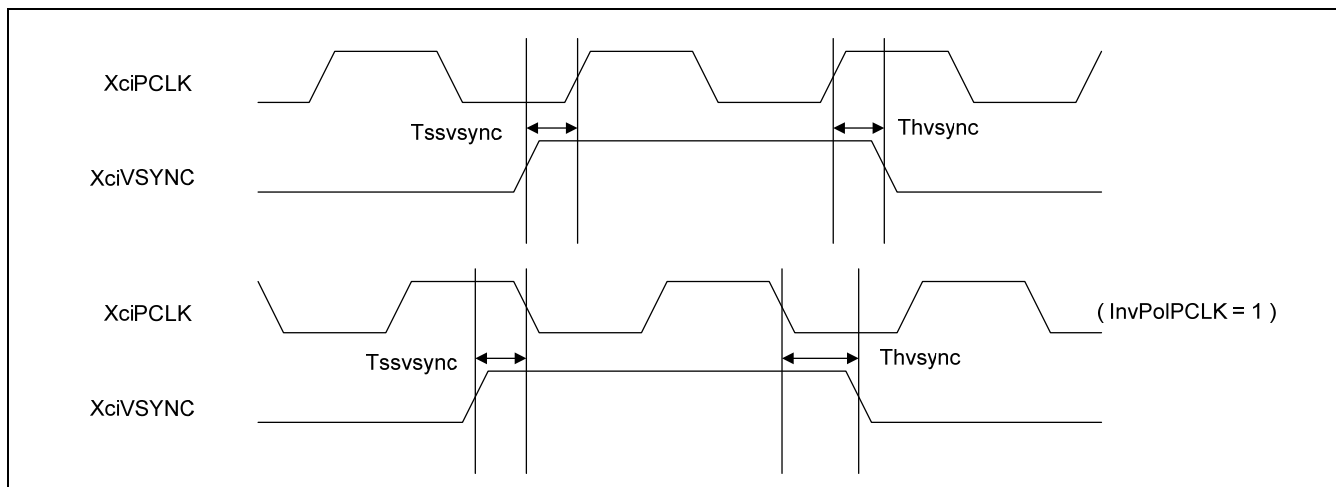 XciPCLK
Tssvsync
Thvsync
XciVSYNC
XciPCLK
( InvPolPCLK = 1 )
Tssvsync
Thvsync
XciVSYNC